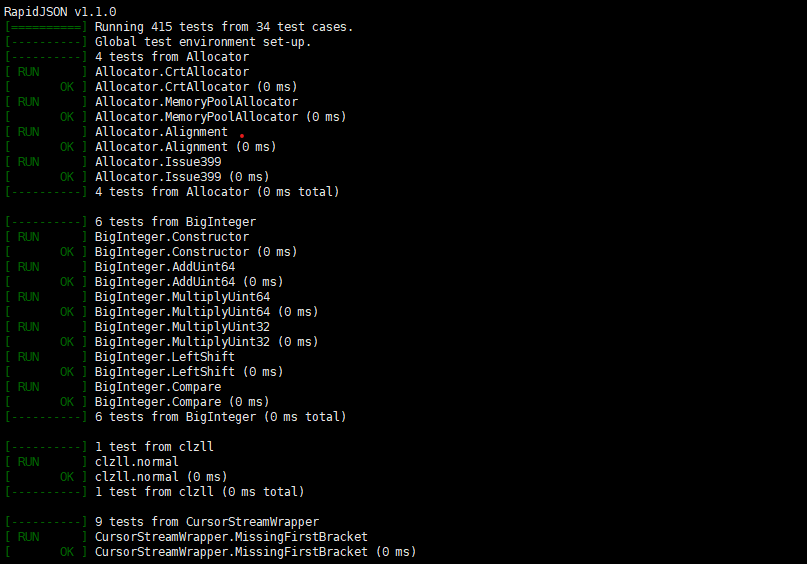 RapidJSON v1.1.0
[==========] Running 415 tests from 34 test cases.
[----------] Global test environment set-up.
[----------] 4 tests from Allocator
[ RUN      ] Allocator.CrtAllocator
[       OK ] Allocator.CrtAllocator (0 ms)
[ RUN      ] Allocator.MemoryPoolAllocator
[       OK ] Allocator.MemoryPoolAllocator (0 ms)
[ RUN      ] Allocator.Alignment
[       OK ] Allocator.Alignment (0 ms)
[ RUN      ] Allocator.Issue399
[       OK ] Allocator.Issue399 (0 ms)
[----------] 4 tests from Allocator (0 ms total)

[----------] 6 tests from BigInteger
[ RUN      ] BigInteger.Constructor
[       OK ] BigInteger.Constructor (0 ms)
[ RUN      ] BigInteger.AddUint64
[       OK ] BigInteger.AddUint64 (0 ms)
[ RUN      ] BigInteger.MultiplyUint64
[       OK ] BigInteger.MultiplyUint64 (0 ms)
[ RUN      ] BigInteger.MultiplyUint32
[       OK ] BigInteger.MultiplyUint32 (0 ms)
[ RUN      ] BigInteger.LeftShift
[       OK ] BigInteger.LeftShift (0 ms)
[ RUN      ] BigInteger.Compare
[       OK ] BigInteger.Compare (0 ms)
[----------] 6 tests from BigInteger (0 ms total)

[----------] 1 test from clzll
[ RUN      ] clzll.normal
[       OK ] clzll.normal (0 ms)
[----------] 1 test from clzll (0 ms total)

[----------] 9 tests from CursorStreamWrapper
[ RUN      ] CursorStreamWrapper.MissingFirstBracket
[       OK ] CursorStreamWrapper.MissingFirstBracket (0 ms)